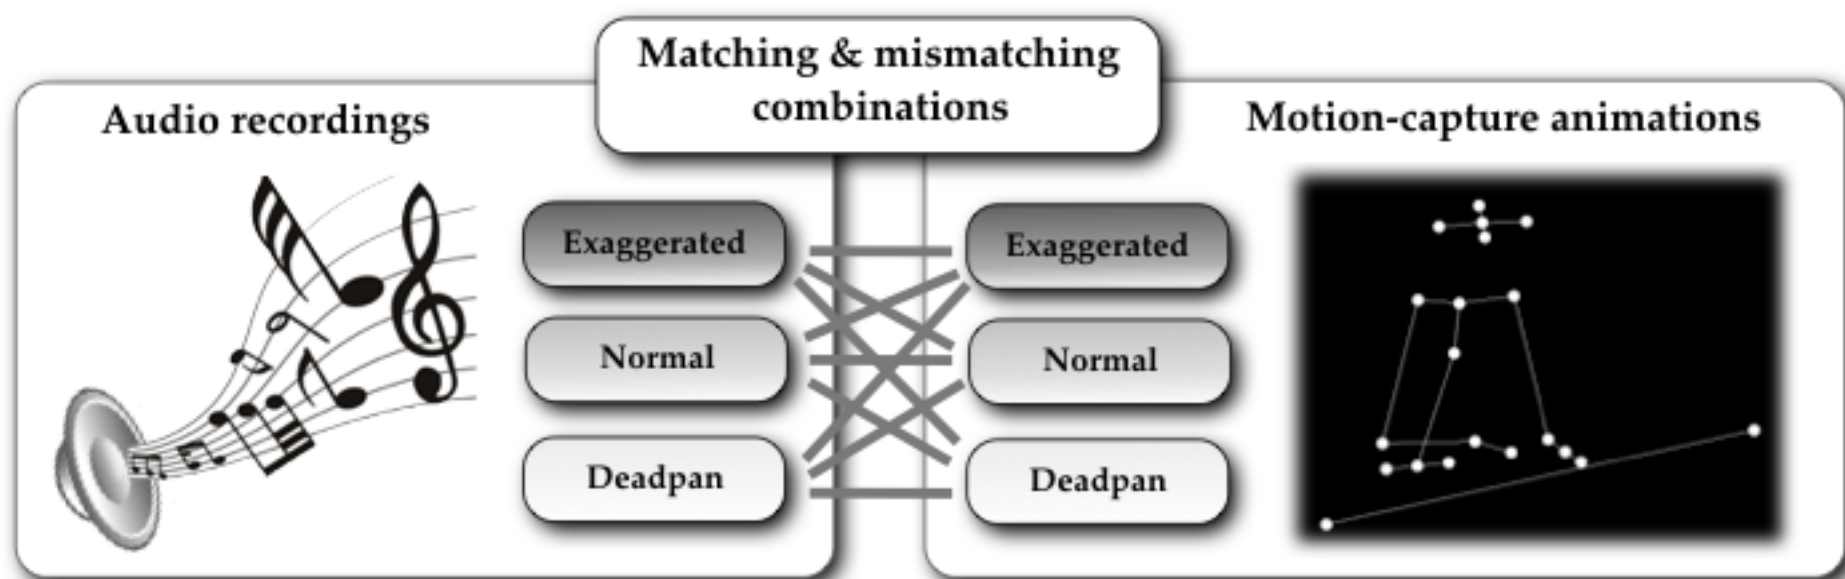 Matching & mismatching
combinations
Audio recordings
Motion-capture animations
Exaggerated
Normal
Deadpan
Exaggerated
Normal
Deadpan